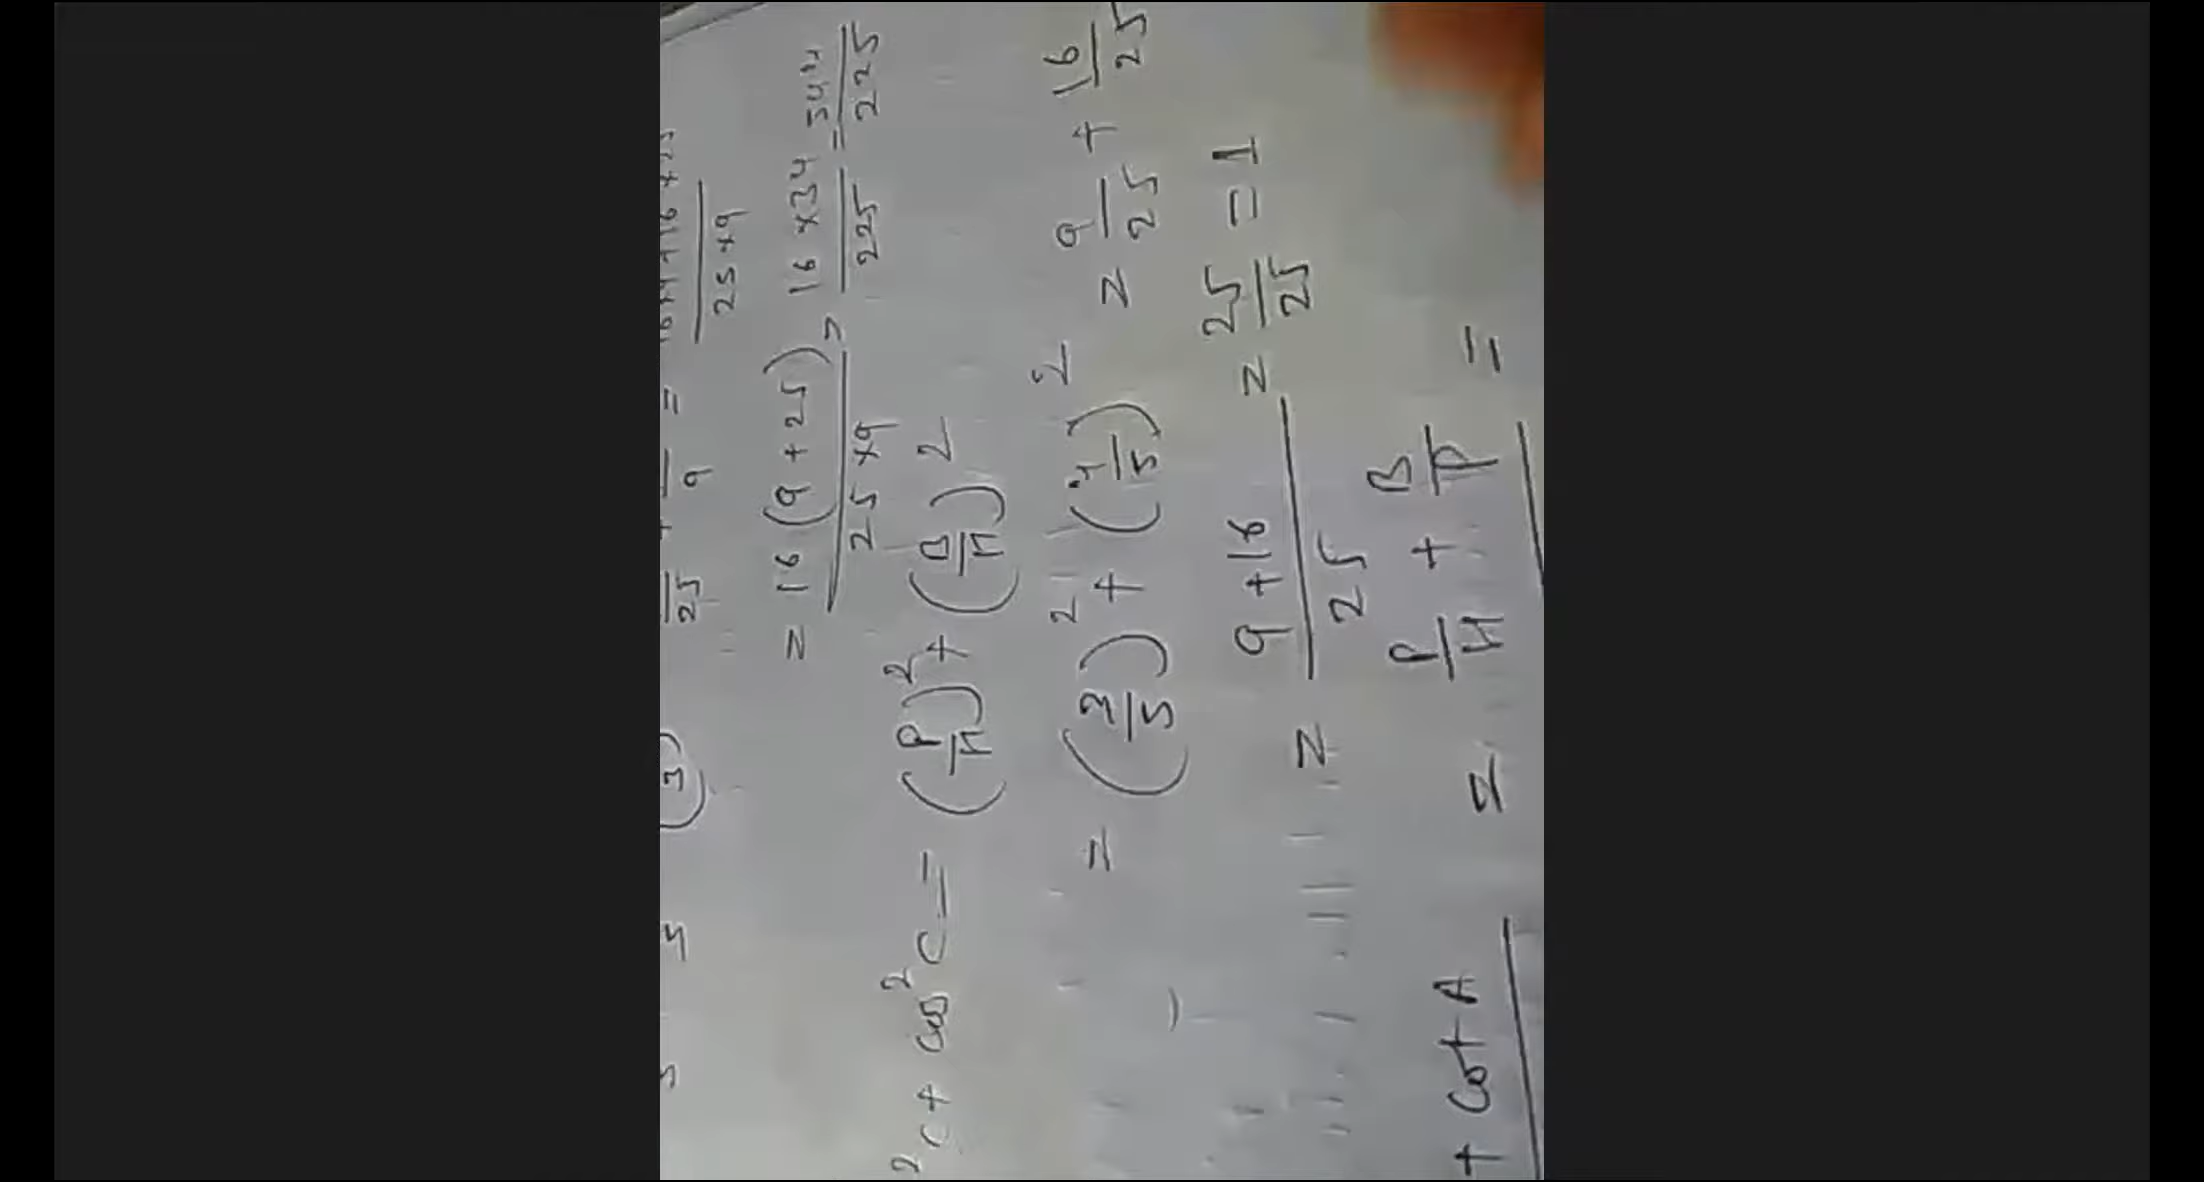 = 16 (9 + 25) / 25 x 9 = 16 x 34 / 225 = 544 / 225
²C + cos²C = (P/H)² + (B/H)²
= (3/5)² + (4/5)² = 9/25 + 16/25
= 9 + 16 / 25 = 25/25 = 1
+ cot A = P/H + B/P =